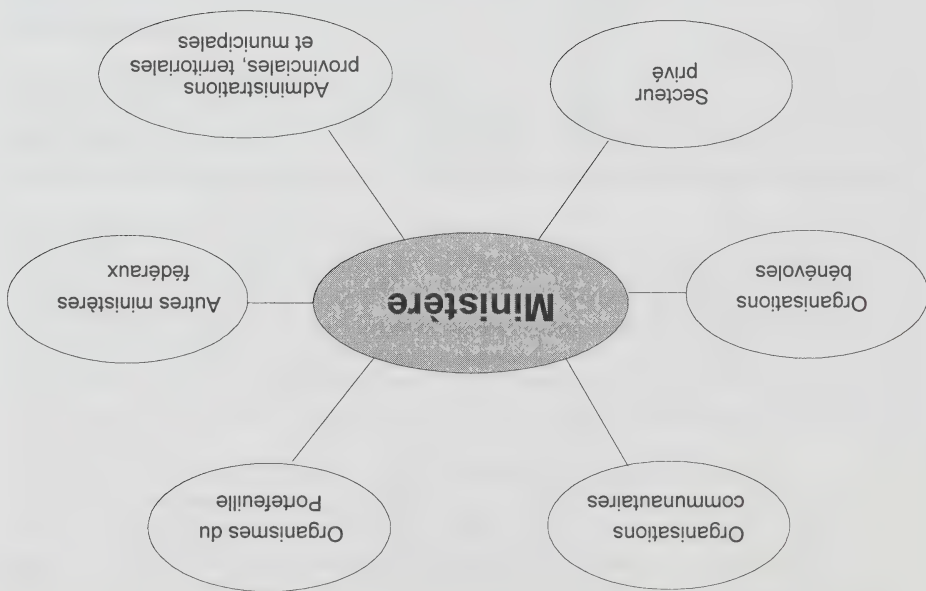 Organisations
communautaires
Organismes du
Portefeuille
Organisations
bénévoles
Ministère
Autres ministères
fédéraux
Secteur
privé
Administrations
provinciales, territoriales
et municipales